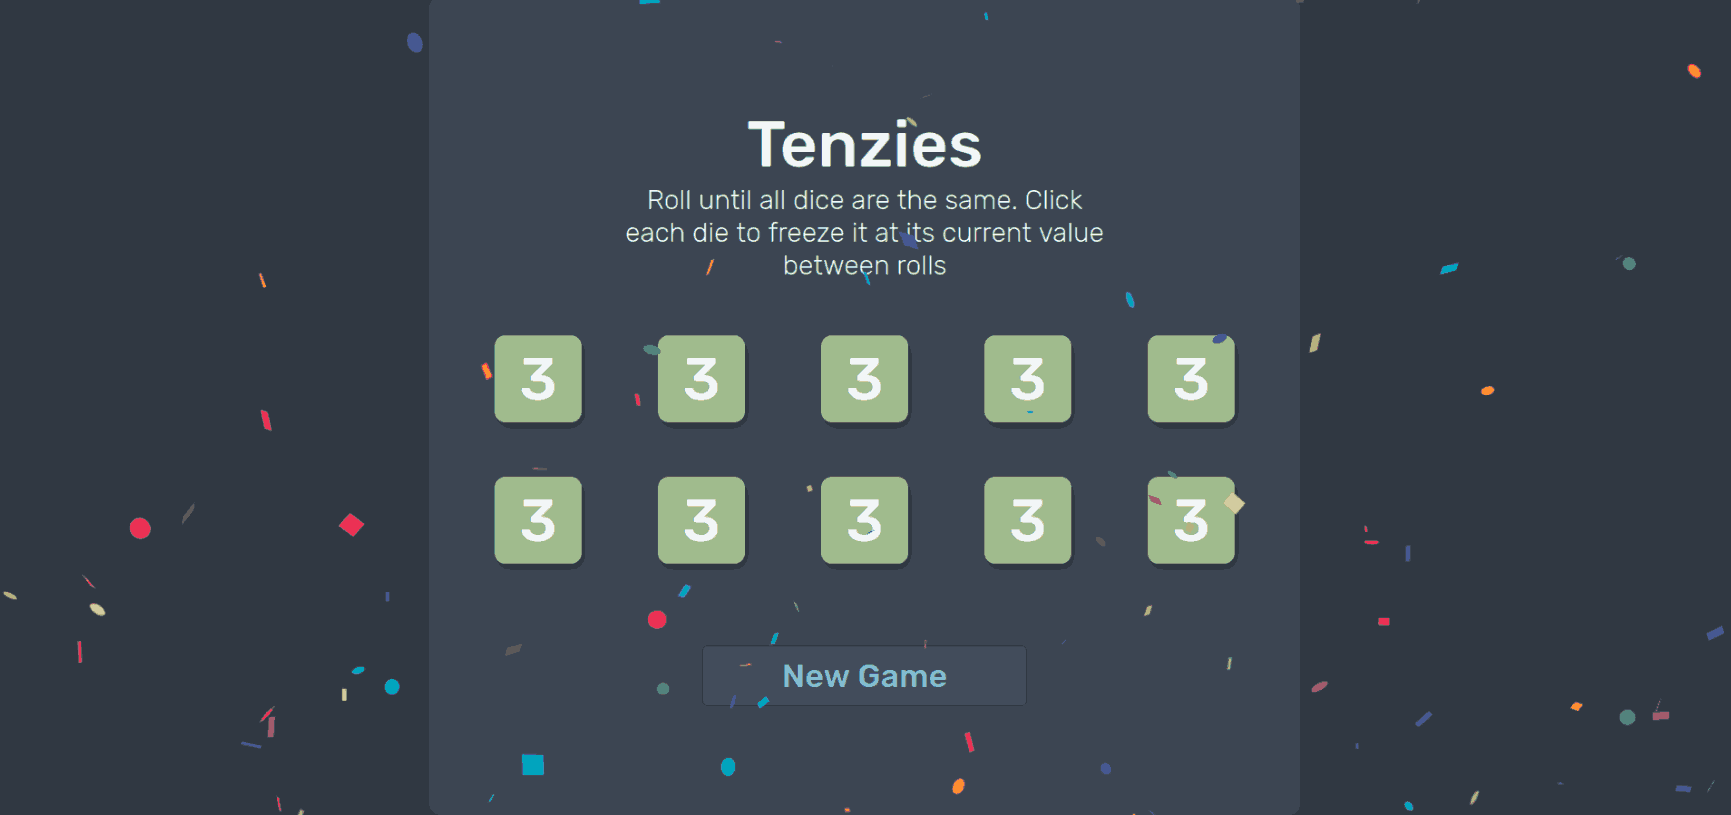 Tenzies
Roll until all dice are the same. Click
each die to freeze it at its current value
between rolls
3 3 3 3 3
3 3 3 3 3
New Game